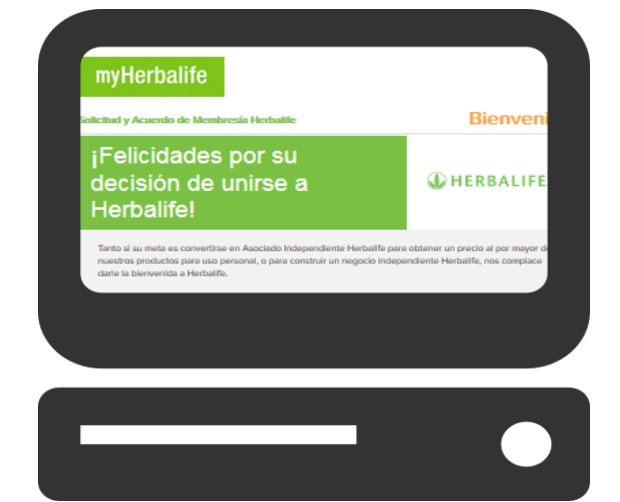 myHerbalife
Solicitud y Acuerdo de Membresía Herbalife
¡Felicidades por su
decisión de unirse a
Herbalife!
HERBALIFE
Tanto si su meta es convertirse en Asociado Independiente Herbalife para obtener un precio al por mayor de
nuestros productos para uso personal, o para construir un negocio independiente Herbalife, nos complace
darle la bienvenida a Herbalife.